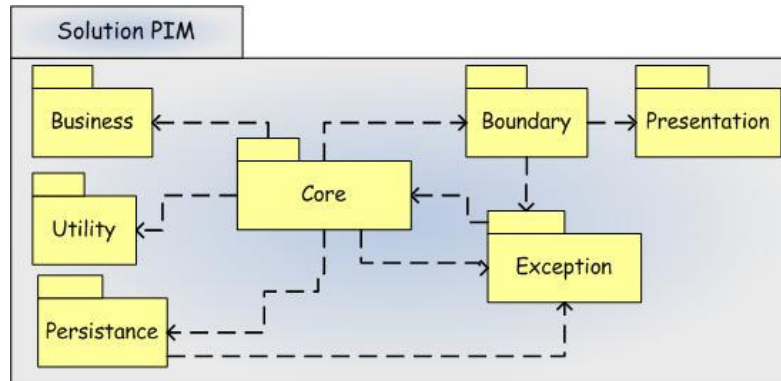 Solution PIM
Business
Boundary
Presentation
Core
Utility
Exception
Persistance